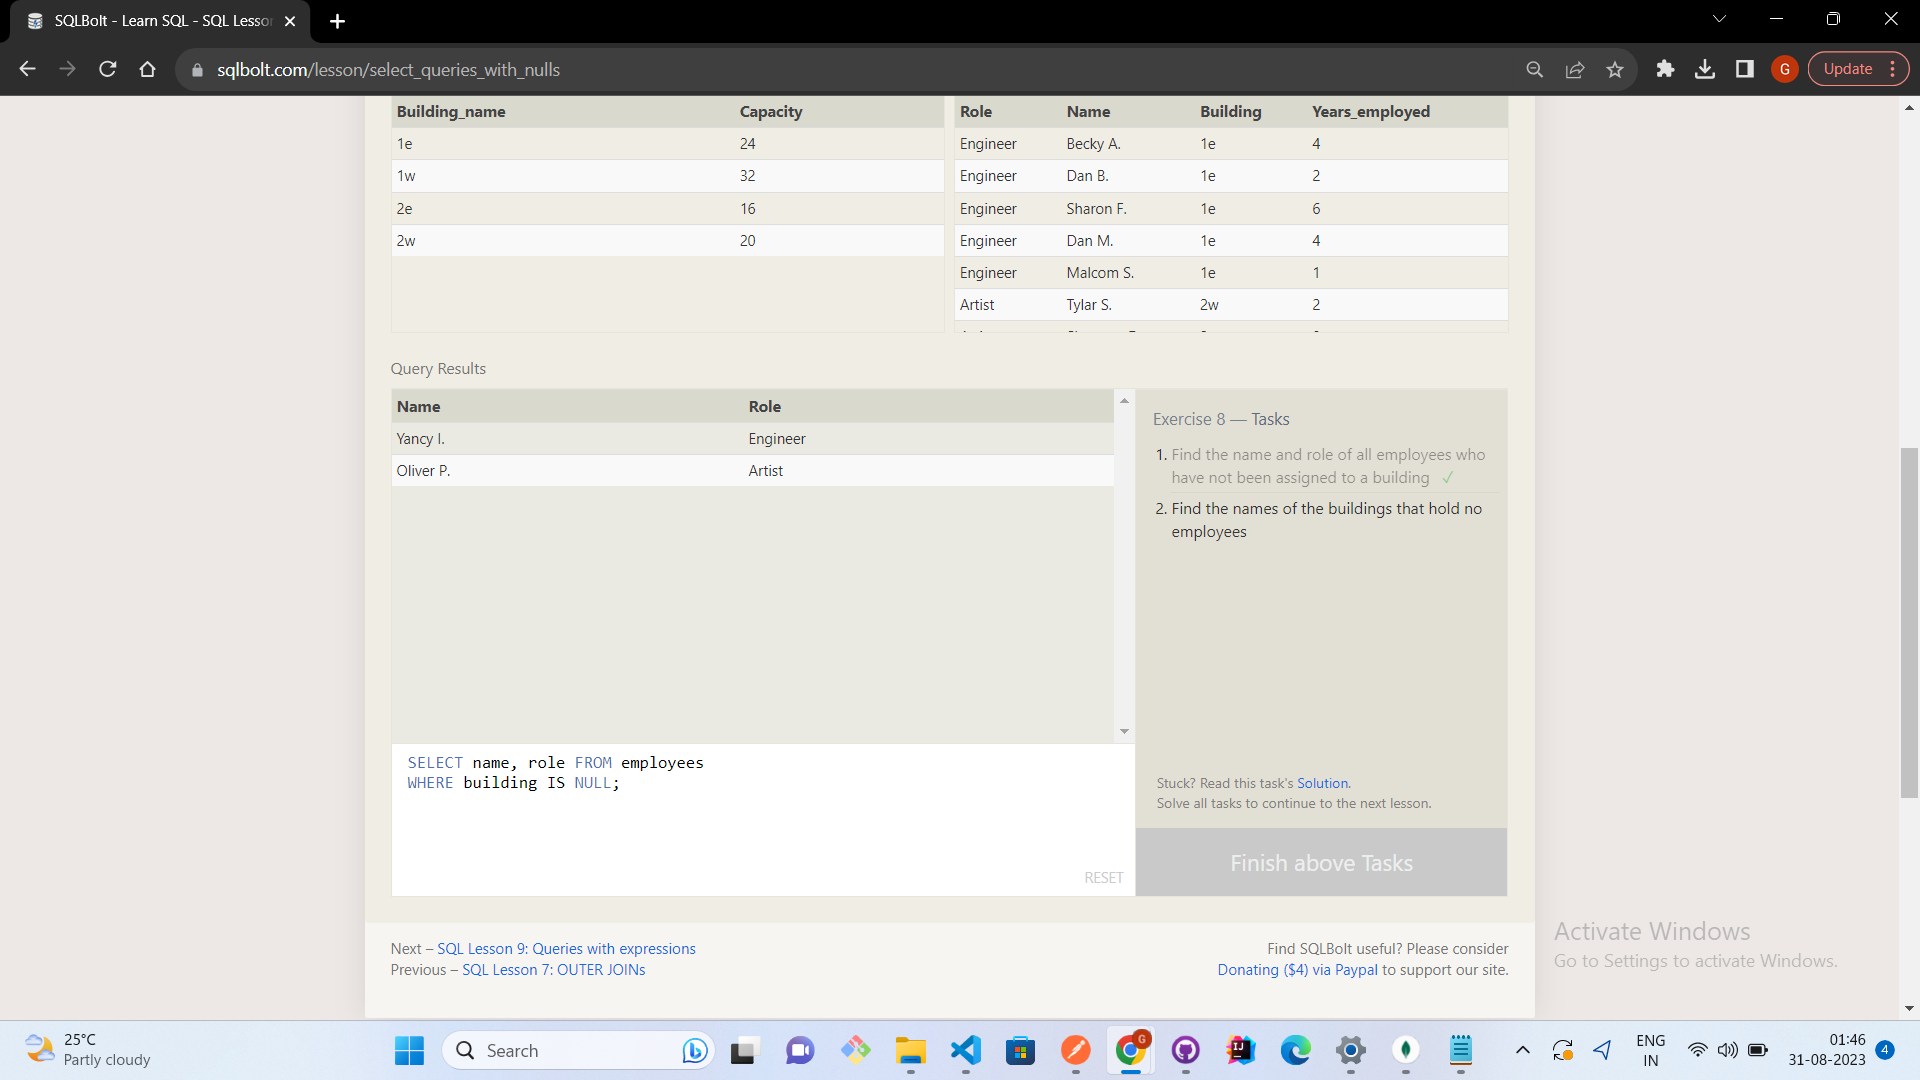 SQLBolt - Learn SQL - SQL Lesso
sqlbolt.com/lesson/select_queries_with_nulls
G
Update
Building_name Capacity
1e 24
1w 32
2e 16
2w 20
Role Name Building Years_employed
Engineer Becky A. 1e 4
Engineer Dan B. 1e 2
Engineer Sharon F. 1e 6
Engineer Dan M. 1e 4
Engineer Malcom S. 1e 1
Artist Tylar S. 2w 2
Query Results
Name Role
Yancy I. Engineer
Oliver P. Artist
Exercise 8 — Tasks
1. Find the name and role of all employees who
have not been assigned to a building ✓
2. Find the names of the buildings that hold no
employees
SELECT name, role FROM employees
WHERE building IS NULL;
RESET
Stuck? Read this task's Solution.
Solve all tasks to continue to the next lesson.
Finish above Tasks
Next – SQL Lesson 9: Queries with expressions
Previous – SQL Lesson 7: OUTER JOINs
Find SQLBolt useful? Please consider
Donating ($4) via Paypal to support our site.
Activate Windows
Go to Settings to activate Windows.
25°C
Partly cloudy
Search
G
IJ
ENG
IN
01:46
31-08-2023
4